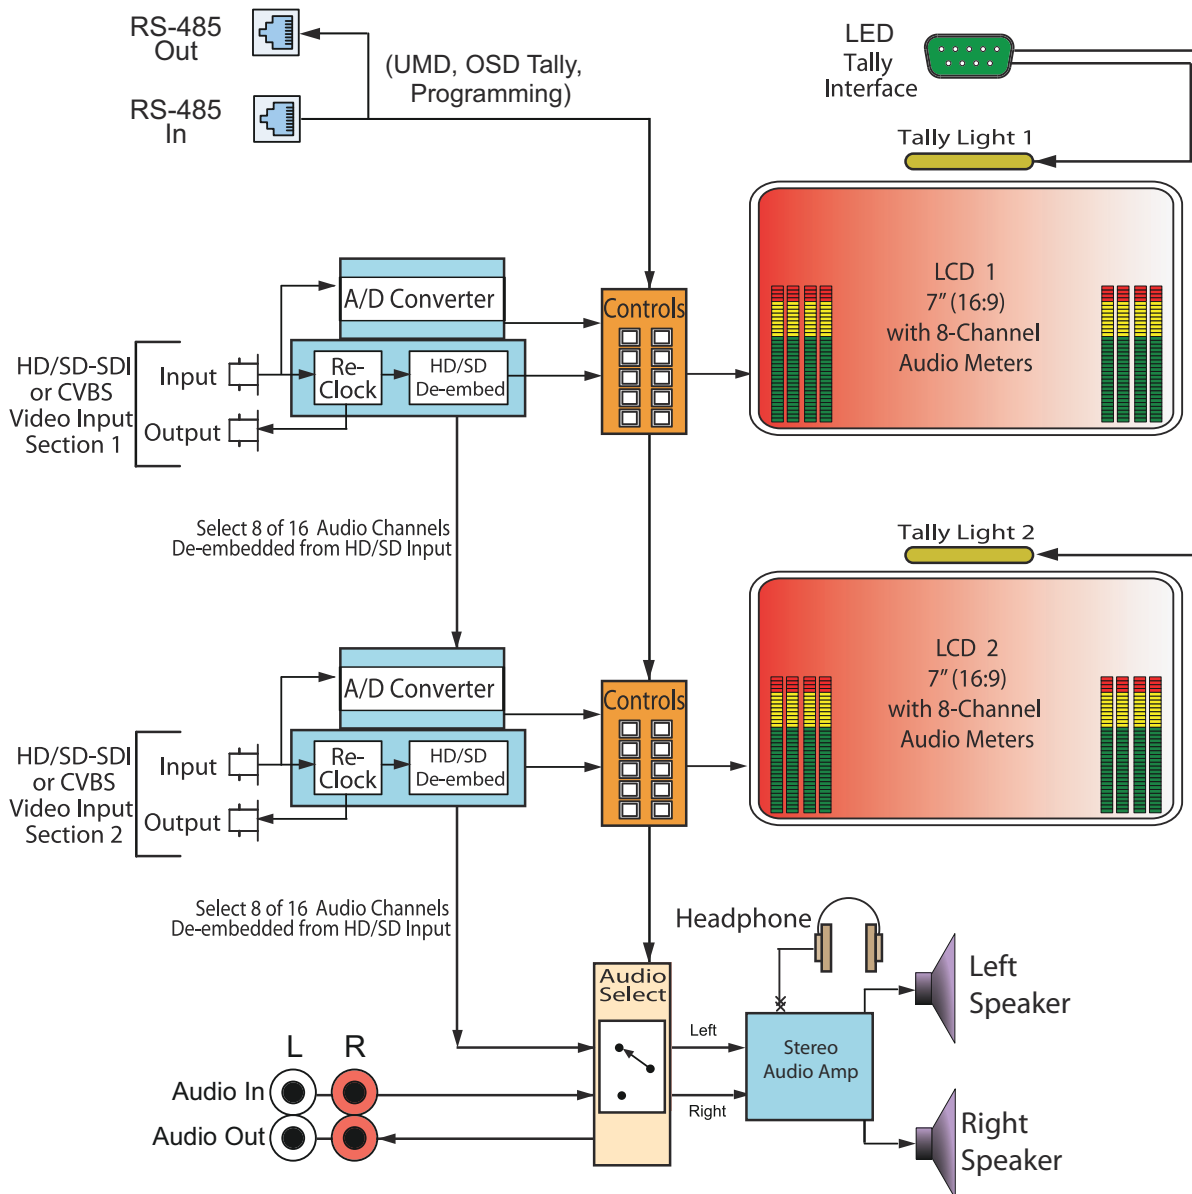 RS-485
Out
RS-485
In
(UMD, OSD Tally,
Programming)
LED
Tally
Interface
Tally Light 1
LCD 1
7” (16:9)
with 8-Channel
Audio Meters
A/D Converter
Controls
HD/SD-SDI
or CVBS
Video Input
Section 1
Input
Output
Re-
Clock
HD/SD
De-embed
Select 8 of 16 Audio Channels
De-embedded from HD/SD Input
Tally Light 2
LCD 2
7” (16:9)
with 8-Channel
Audio Meters
A/D Converter
Controls
HD/SD-SDI
or CVBS
Video Input
Section 2
Input
Output
Re-
Clock
HD/SD
De-embed
Select 8 of 16 Audio Channels
De-embedded from HD/SD Input
Headphone
Audio
Select
Left
Right
Stereo
Audio Amp
Left
Speaker
Right
Speaker
L R
Audio In
Audio Out